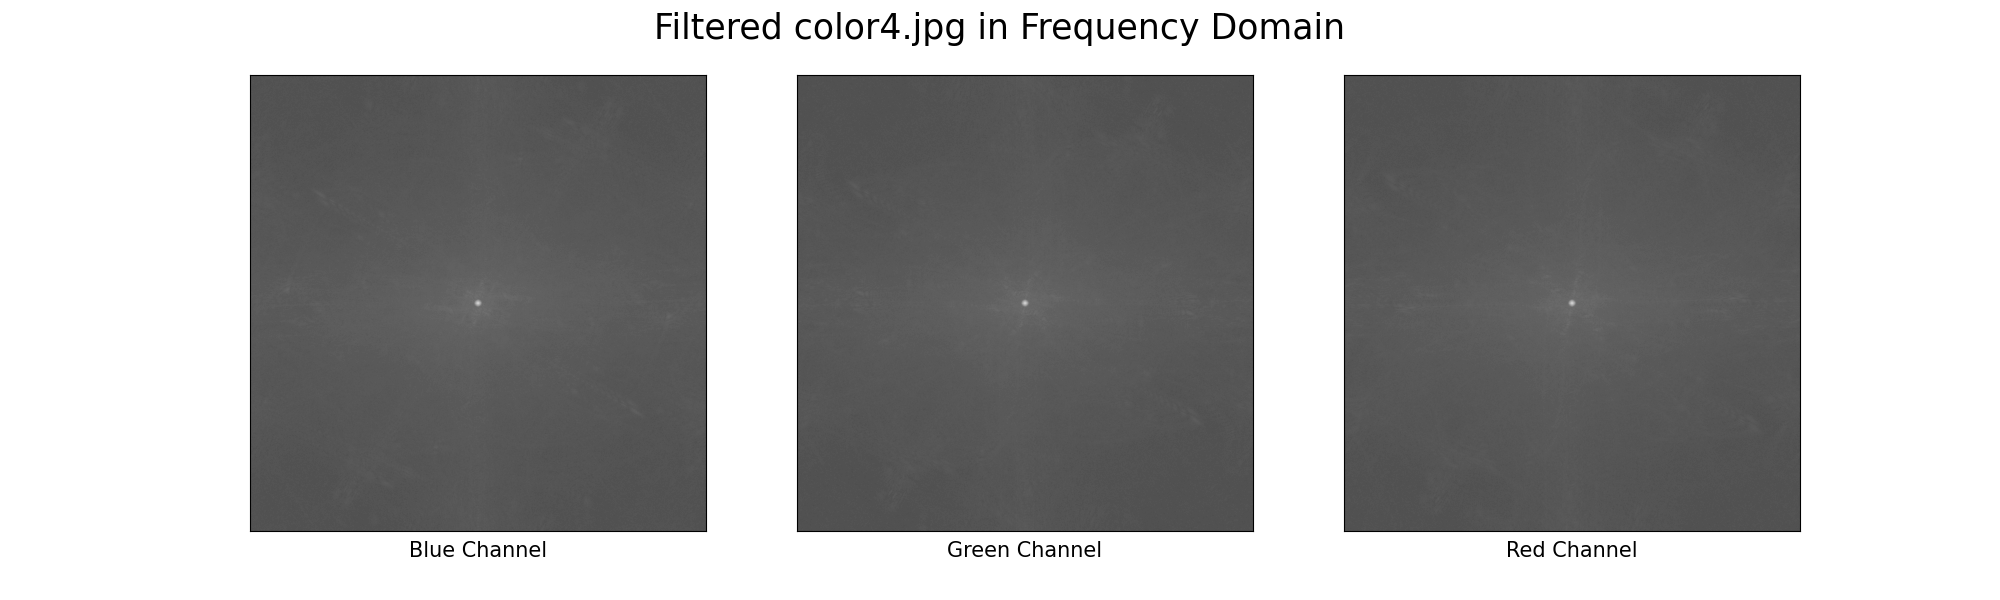 Filtered color4.jpg in Frequency Domain
Blue Channel
Green Channel
Red Channel